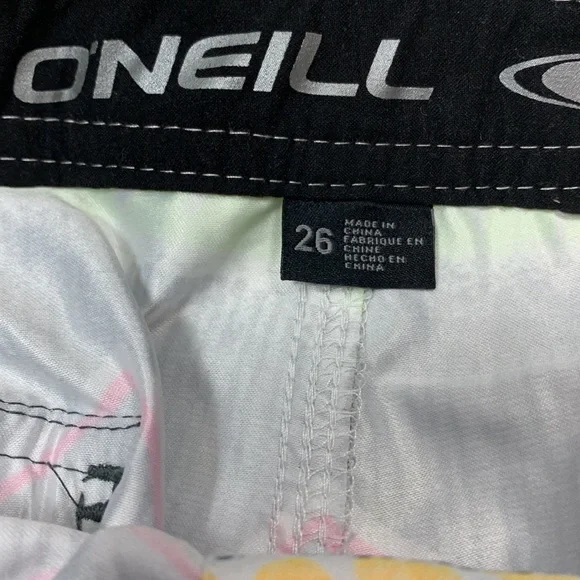 O'NEILL
26
MADE IN
CHINA
FABRIQUE EN
CHINE
HECHO EN
CHINA